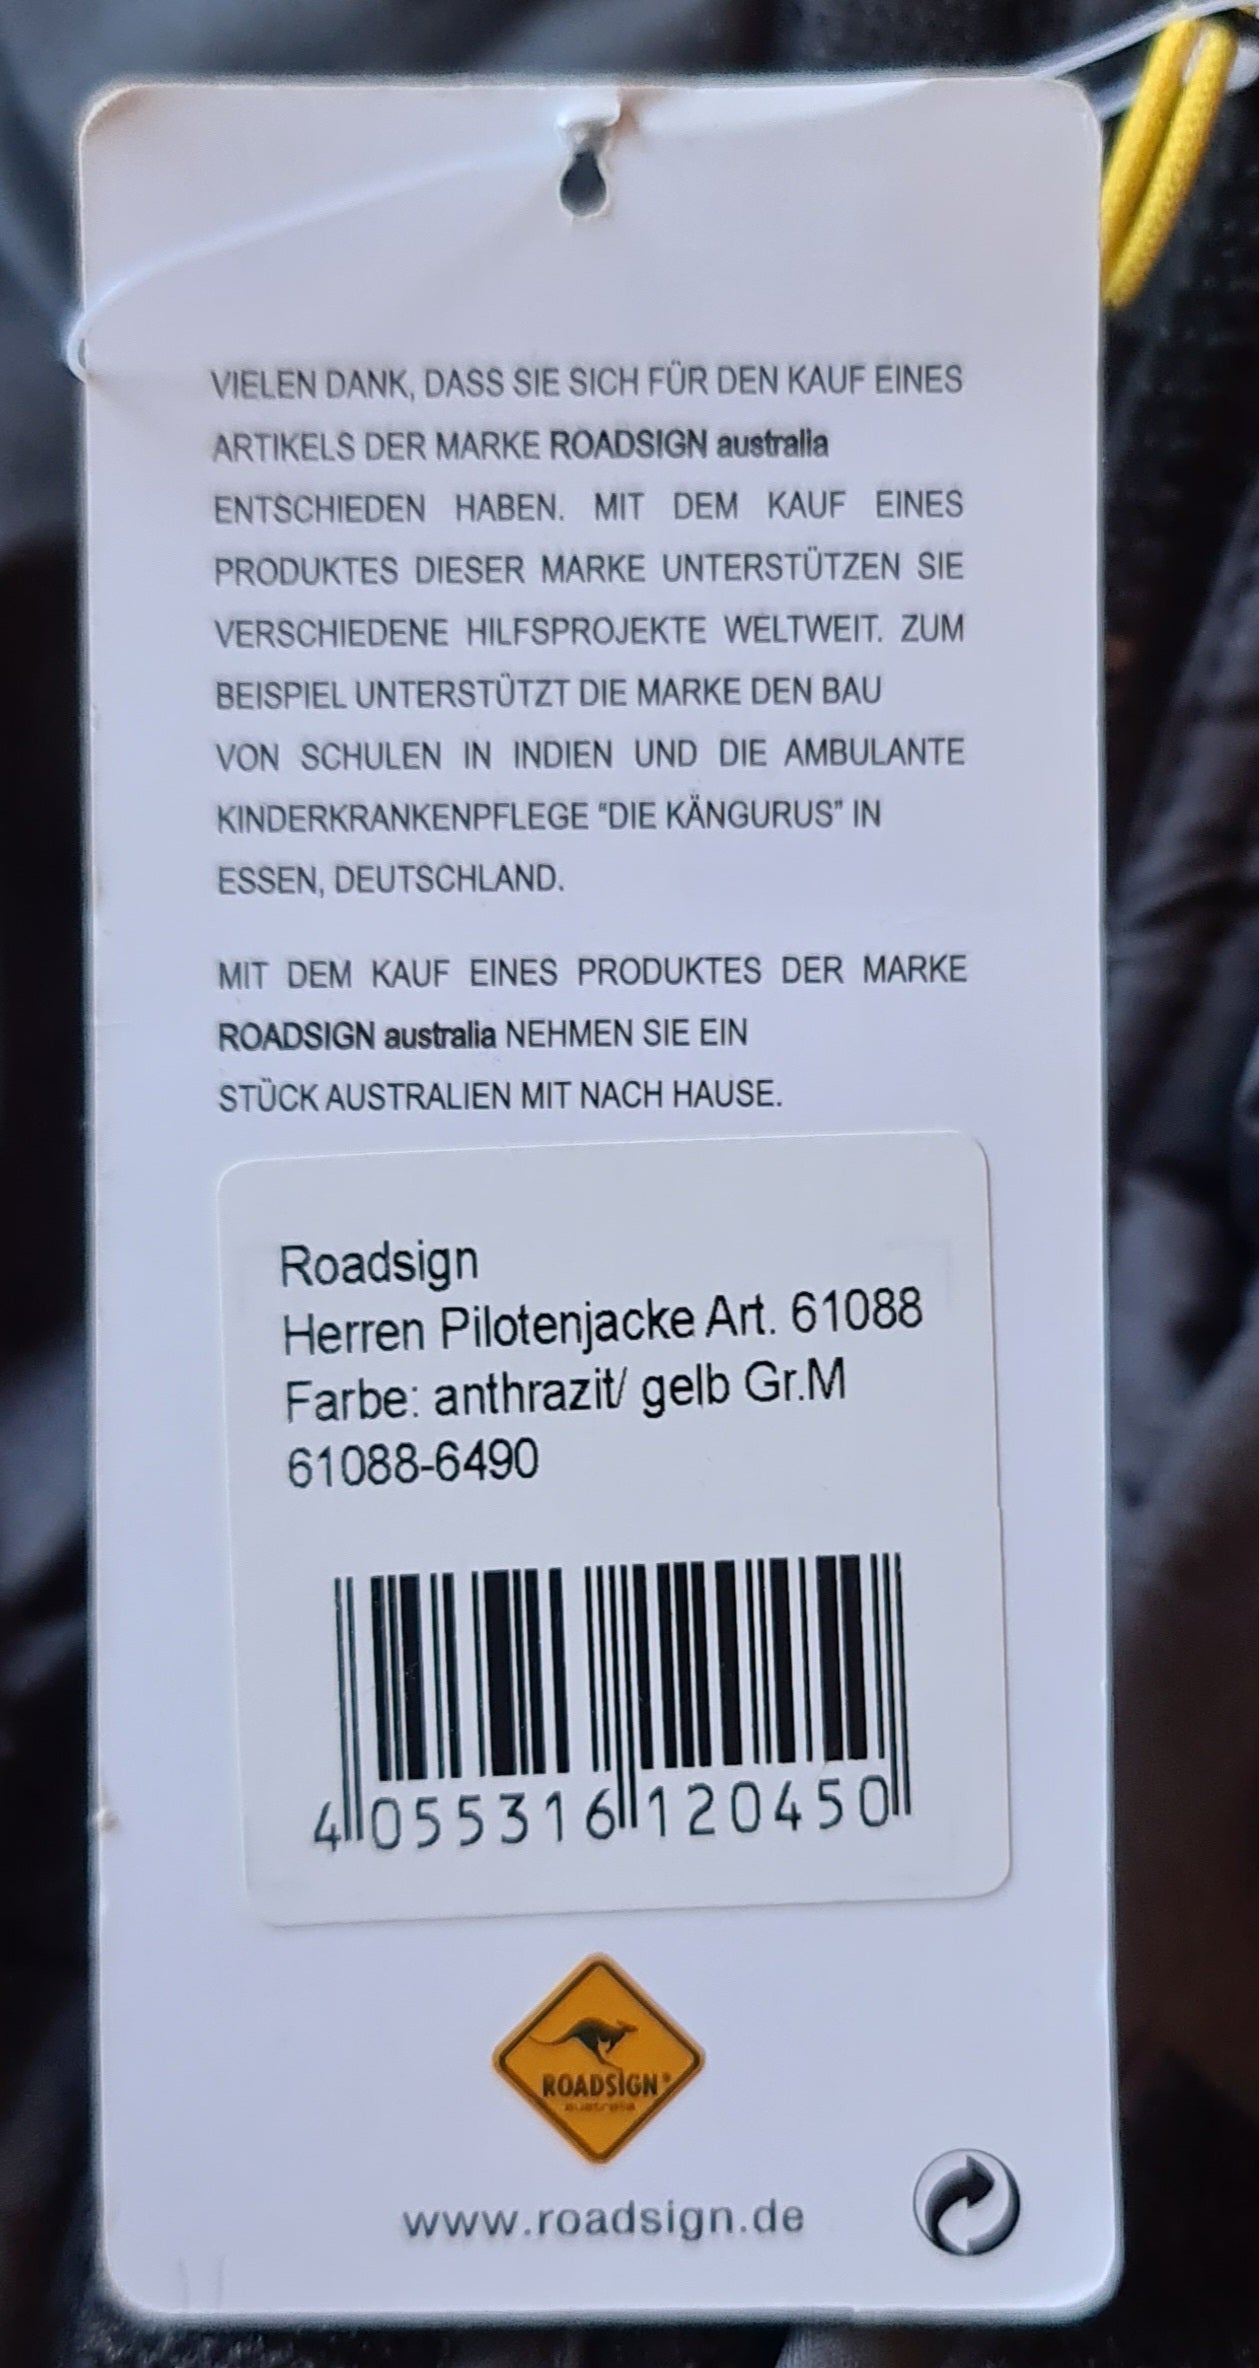 VIELEN DANK, DASS SIE SICH FÜR DEN KAUF EINES
ARTIKELS DER MARKE ROADSIGN australia
ENTSCHIEDEN HABEN. MIT DEM KAUF EINES
PRODUKTES DIESER MARKE UNTERSTÜTZEN SIE
VERSCHIEDENE HILFSPROJEKTE WELTWEIT. ZUM
BEISPIEL UNTERSTÜTZT DIE MARKE DEN BAU
VON SCHULEN IN INDIEN UND DIE AMBULANTE
KINDERKRANKENPFLEGE "DIE KÄNGURUS" IN
ESSEN, DEUTSCHLAND.
MIT DEM KAUF EINES PRODUKTES DER MARKE
ROADSIGN australia NEHMEN SIE EIN
STÜCK AUSTRALIEN MIT NACH HAUSE.
Roadsign
Herren Pilotenjacke Art. 61088
Farbe: anthrazit/ gelb Gr.M
61088-6490
4 055316 120450
ROADSIGN®
australia
www.roadsign.de